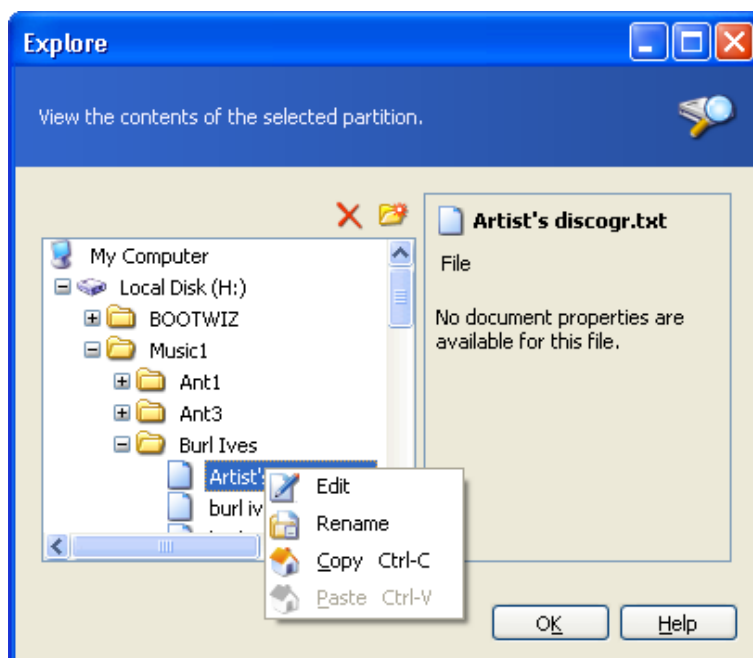 Explore
View the contents of the selected partition.
My Computer
Local Disk (H:)
BOOTWIZ
Music1
Ant1
Ant3
Burl Ives
Artist's
burl iv
Edit
Rename
Copy Ctrl-C
Paste Ctrl-V
Artist's discogr.txt
File
No document properties are
available for this file.
OK
Help